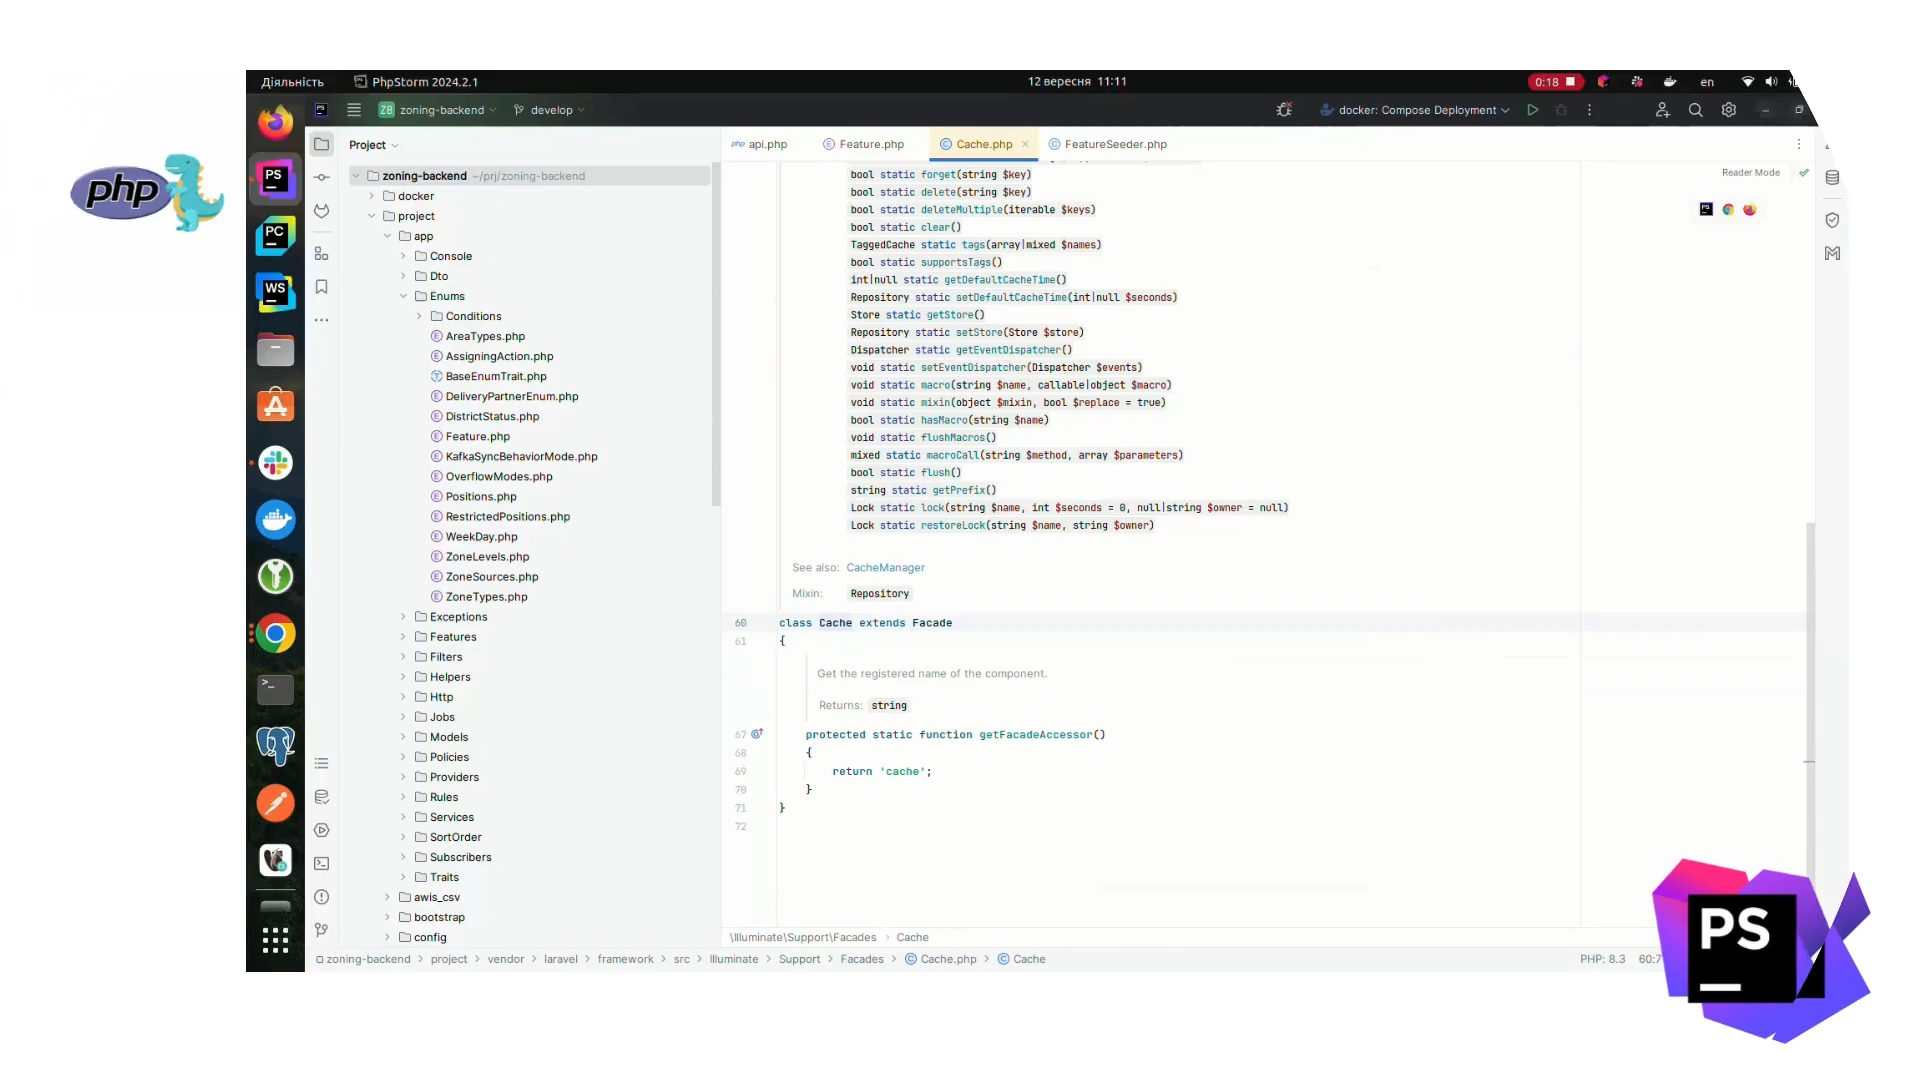 Діяльність PhpStorm 2024.2.1 12 вересня 11:11 0:18 en
php
PS ZB zoning-backend develop docker: Compose Deployment
Project
php api.php Feature.php Cache.php FeatureSeeder.php
Reader Mode
zoning-backend ~/prj/zoning-backend
docker
project
app
Console
Dto
Enums
Conditions
AreaTypes.php
AssigningAction.php
BaseEnumTrait.php
DeliveryPartnerEnum.php
DistrictStatus.php
Feature.php
KafkaSyncBehaviorMode.php
OverflowModes.php
Positions.php
RestrictedPositions.php
WeekDay.php
ZoneLevels.php
ZoneSources.php
ZoneTypes.php
Exceptions
Features
Filters
Helpers
Http
Jobs
Models
Policies
Providers
Rules
Services
SortOrder
Subscribers
Traits
awis_csv
bootstrap
config
bool static forget(string $key)
bool static delete(string $key)
bool static deleteMultiple(iterable $keys)
bool static clear()
TaggedCache static tags(array|mixed $names)
bool static supportsTags()
int|null static getDefaultCacheTime()
Repository static setDefaultCacheTime(int|null $seconds)
Store static getStore()
Repository static setStore(Store $store)
Dispatcher static getEventDispatcher()
void static setEventDispatcher(Dispatcher $events)
void static macro(string $name, callable|object $macro)
void static mixin(object $mixin, bool $replace = true)
bool static hasMacro(string $name)
void static flushMacros()
mixed static macroCall(string $method, array $parameters)
bool static flush()
string static getPrefix()
Lock static lock(string $name, int $seconds = 0, null|string $owner = null)
Lock static restoreLock(string $name, string $owner)
See also: CacheManager
Mixin: Repository
60 class Cache extends Facade
61 {
Get the registered name of the component.
Returns: string
67 protected static function getFacadeAccessor()
68 {
69 return 'cache';
70 }
71 }
72
\Illuminate\Support\Facades > Cache
zoning-backend > project > vendor > laravel > framework > src > Illuminate > Support > Facades > Cache.php > Cache PHP: 8.3 60:7
PS
PC
WS
PS